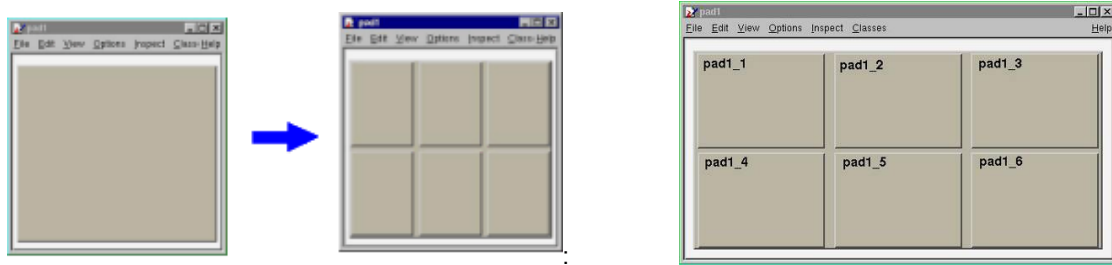 pad1
File Edit View Options Inspect Class Help
pad1
File Edit View Options Inspect Class Help
:
pad1
File Edit View Options Inspect Classes Help
pad1_1 pad1_2 pad1_3
pad1_4 pad1_5 pad1_6